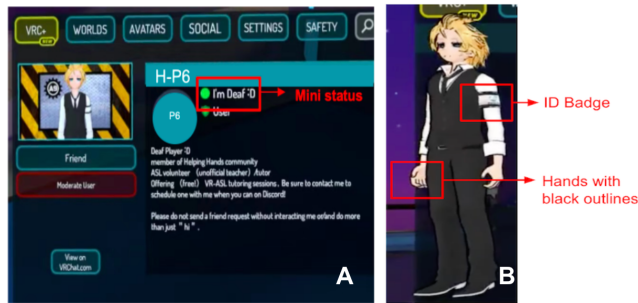 VRC+
NEW
WORLDS
AVATARS
SOCIAL
SETTINGS
SAFETY
H-P6
I'm Deaf :D
Mini status
User
P6
Friend
Moderate User
Deaf Player :D
member of Helping Hands community
ASL volunteer (unofficial teacher) /tutor
Offering (free!) VR-ASL tutoring sessions. Be sure to contact me to
schedule one with me when you can on Discord!
Please do not send a friend request without interacting me or/and do more
than just "hi".
View on
VRChat.com
A
ID Badge
Hands with
black outlines
B